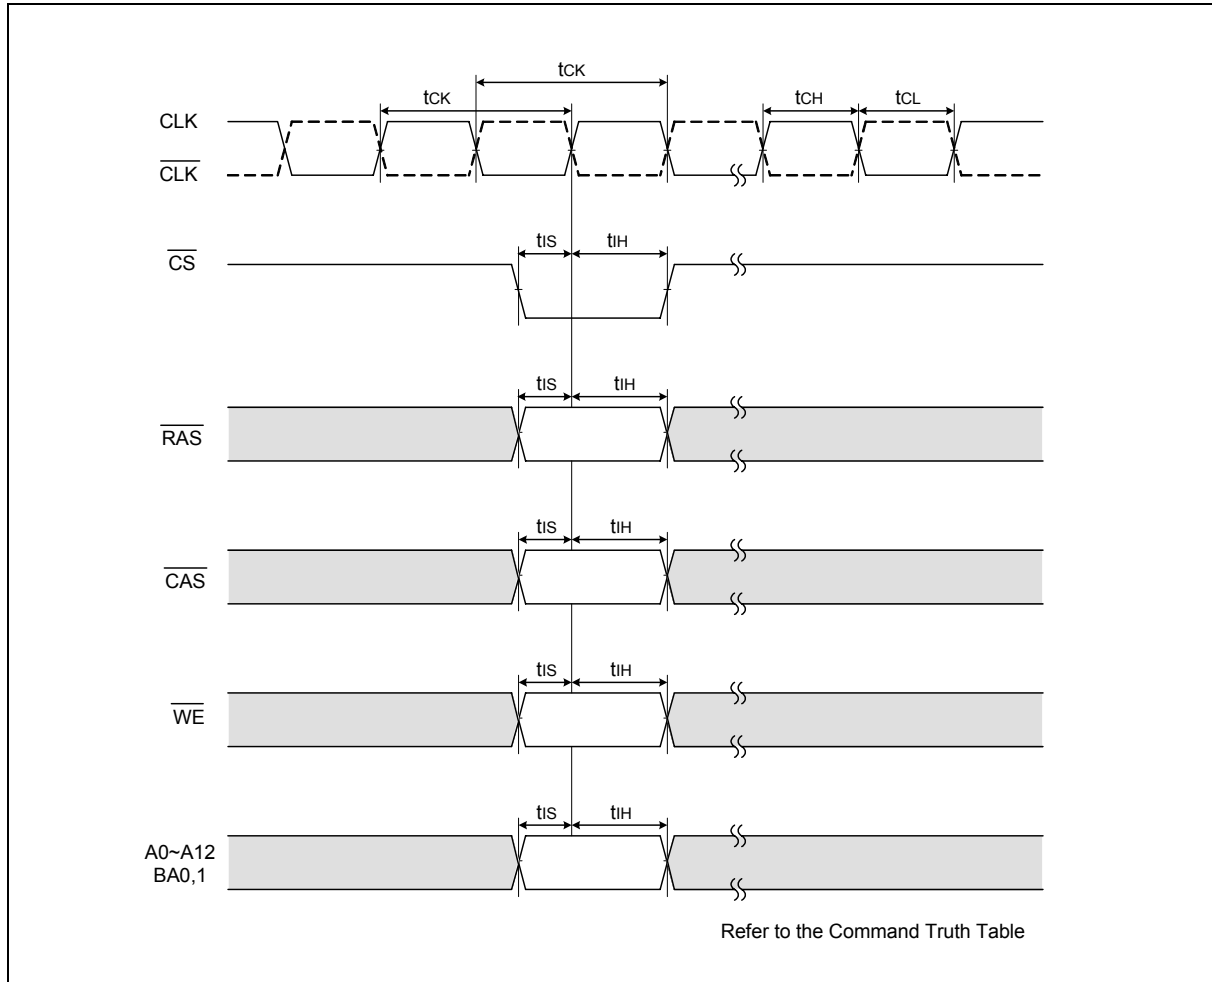 tCK
tCK
tCH
tCL
CLK
CLK
tIS
tIH
CS
tIS
tIH
RAS
tIS
tIH
CAS
tIS
tIH
WE
tIS
tIH
A0~A12
BA0,1
Refer to the Command Truth Table